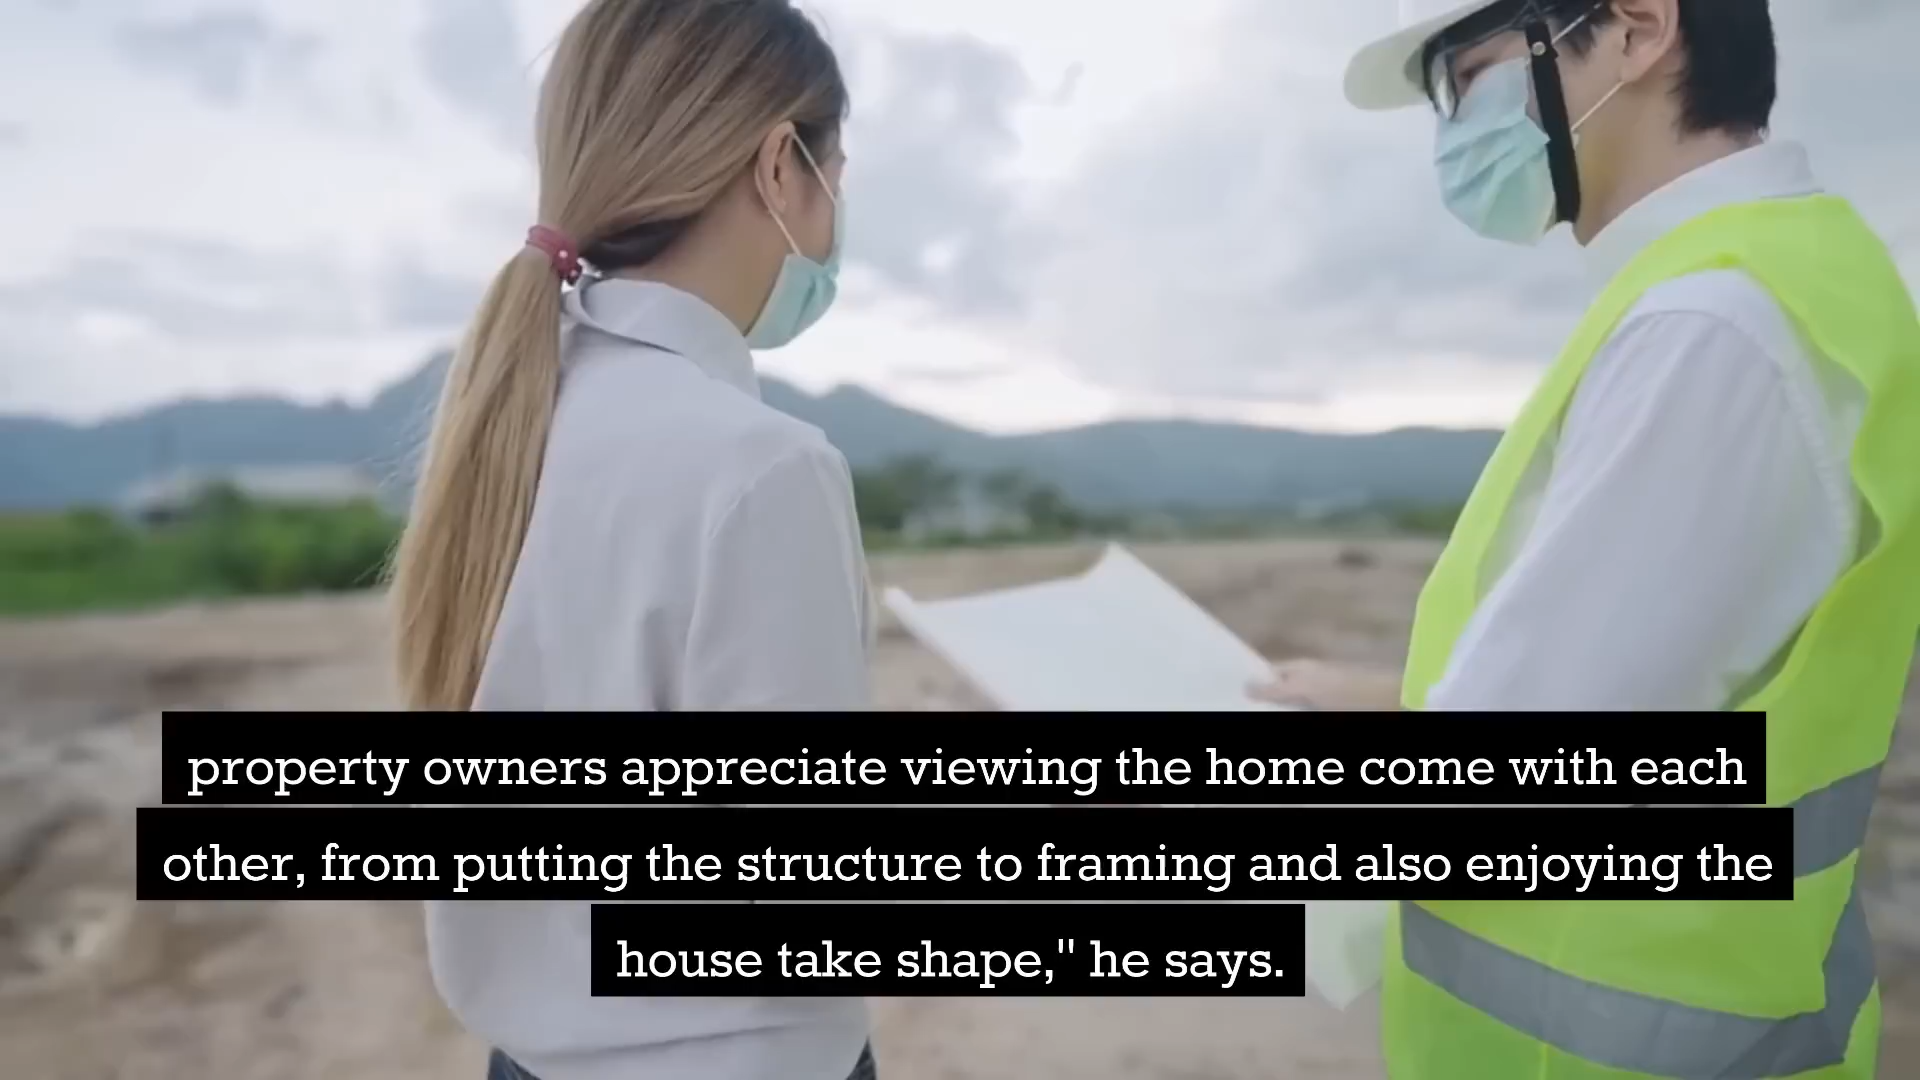 property owners appreciate viewing the home come with each
other, from putting the structure to framing and also enjoying the
house take shape," he says.